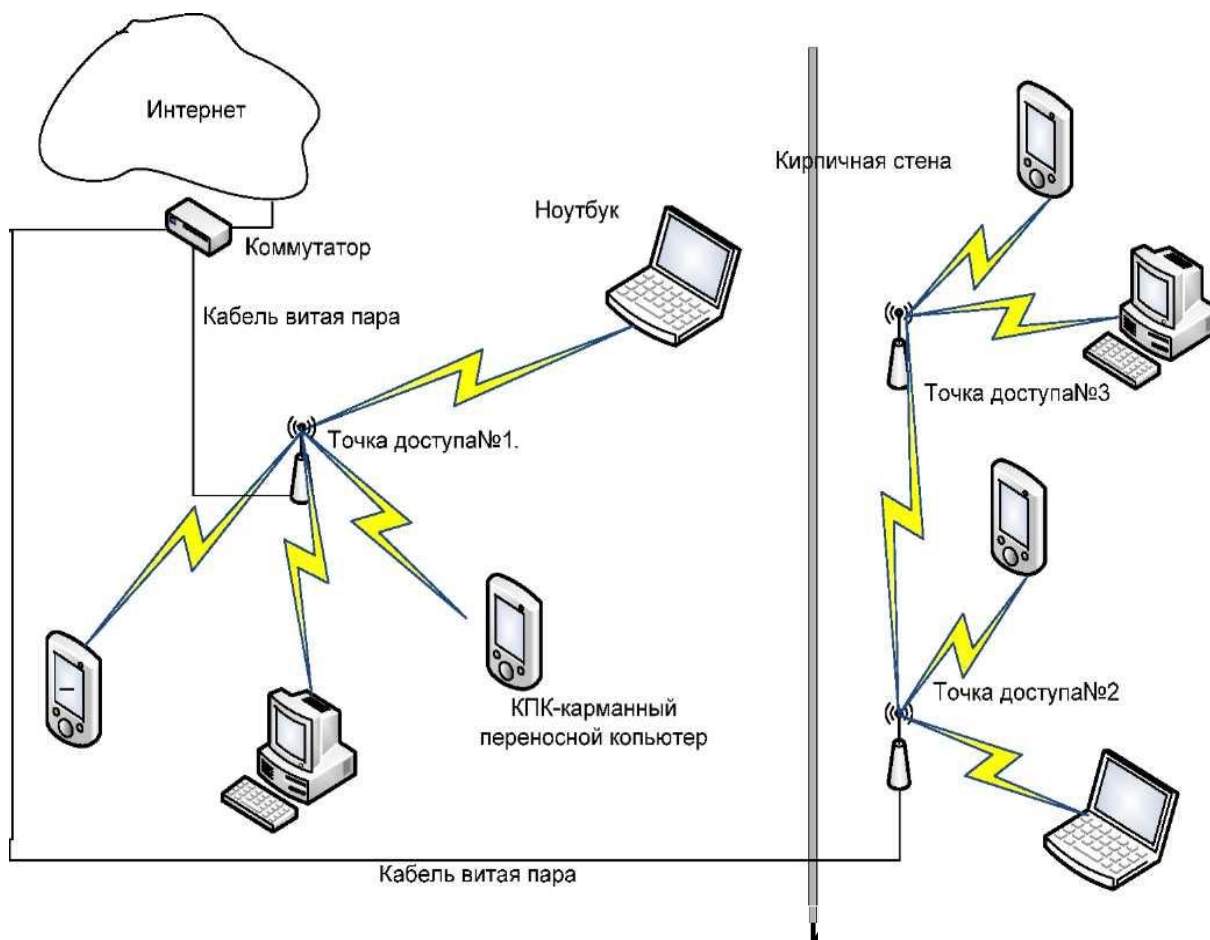 Интернет
Кирпичная стена
Ноутбук
Коммутатор
Кабель витая пара
Точка доступа№3
Точка доступа№1.
Точка доступа№2
КПК-карманный
переносной копьютер
Кабель витая пара